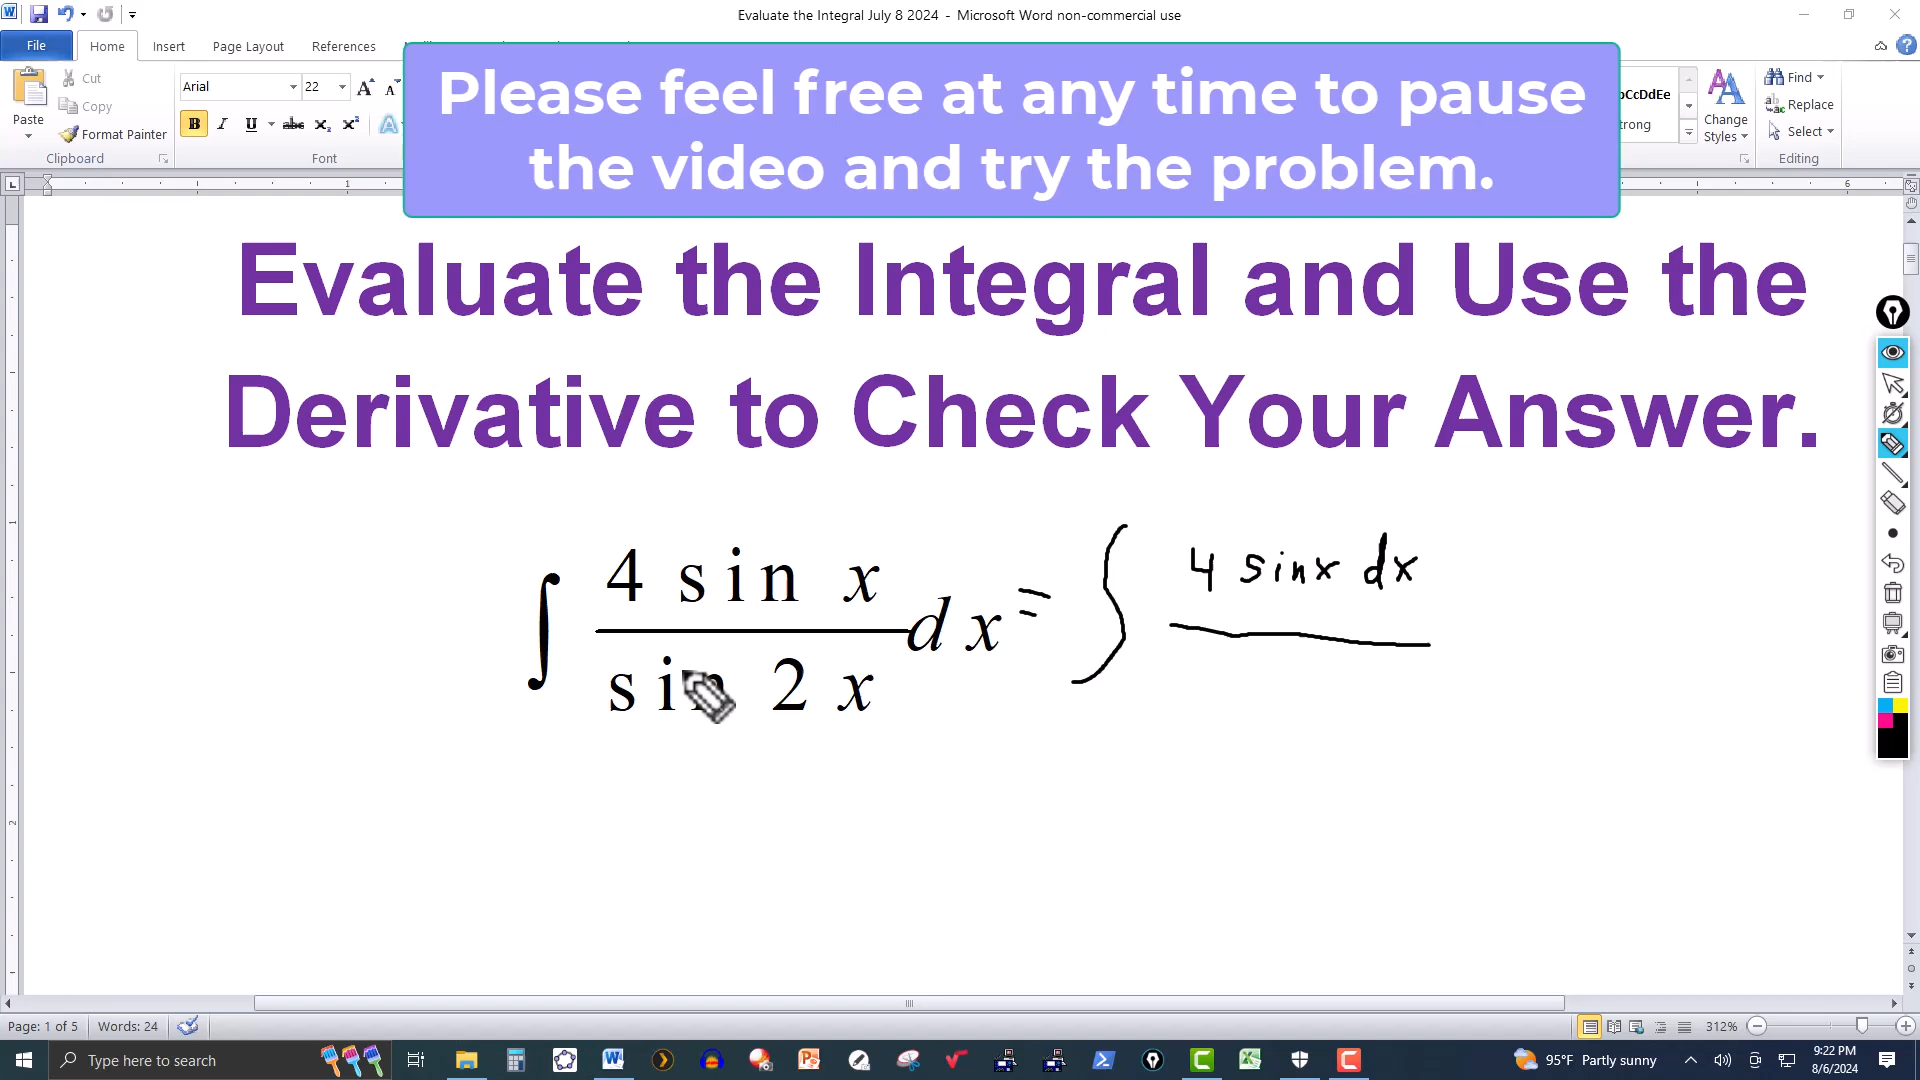 Evaluate the Integral July 8 2024 - Microsoft Word non-commercial use
File Home Insert Page Layout References
Please feel free at any time to pause
the video and try the problem.
Paste
Cut
Copy
Format Painter
Clipboard
Arial 22
B I U abc x₂ x² A
Font
Change
Styles
Find
Replace
Select
Editing
Evaluate the Integral and Use the
Derivative to Check Your Answer.
∫ 4 sin x / sin 2x dx = ∫ 4 sinx dx
Page: 1 of 5 Words: 24 312%
Type here to search
95°F Partly sunny
9:22 PM
8/6/2024